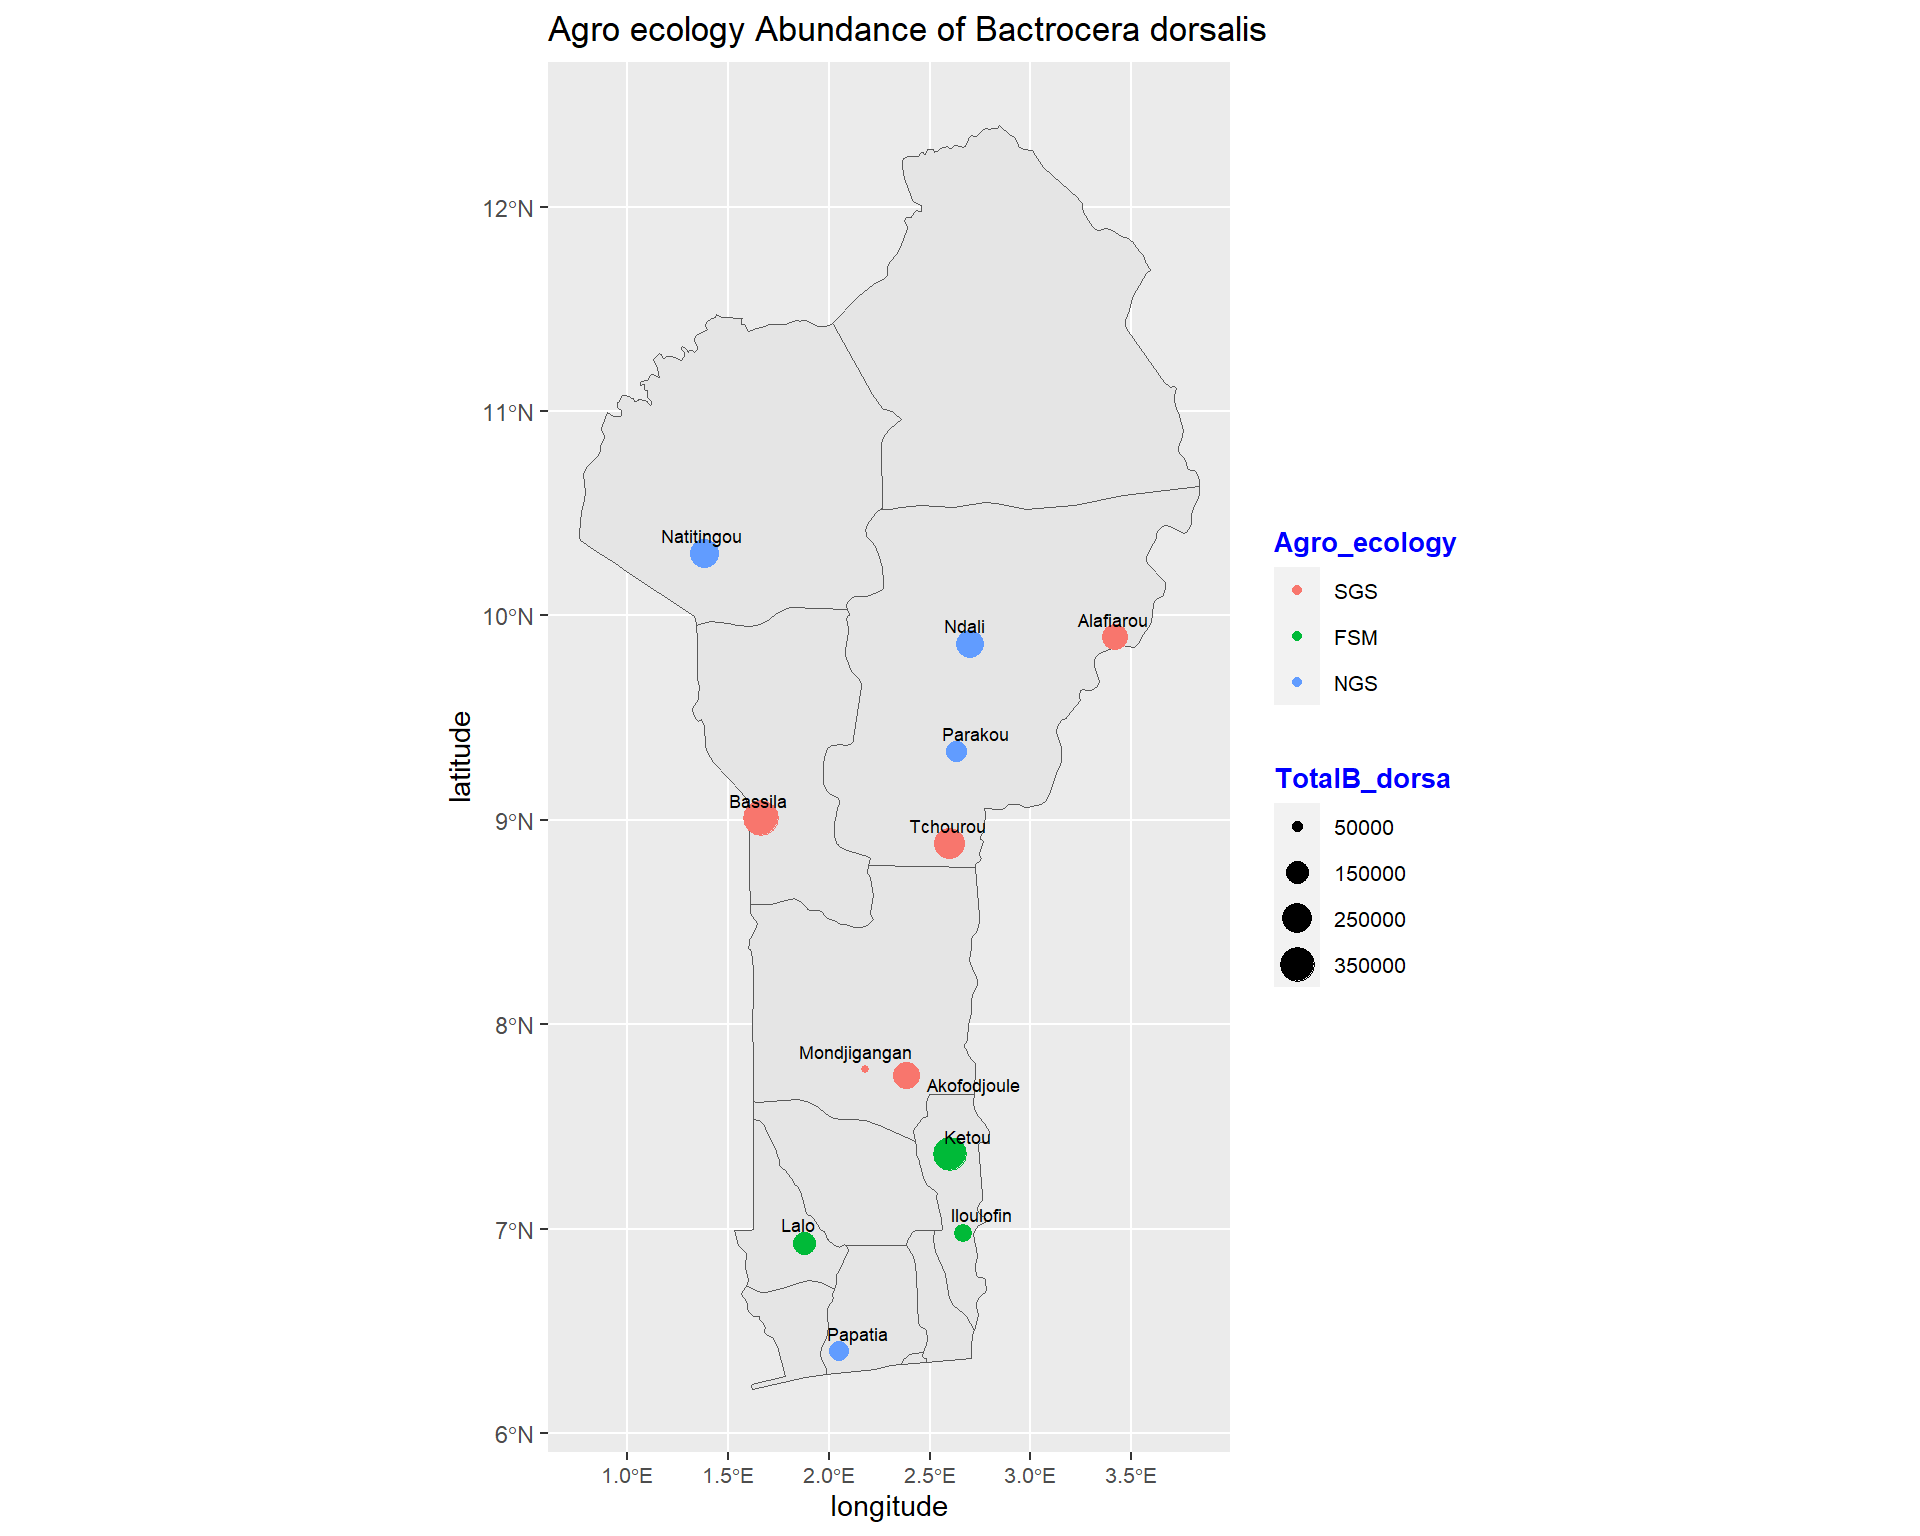 Agro ecology Abundance of Bactrocera dorsalis
12°N
11°N
10°N
9°N
8°N
7°N
6°N
latitude
Natitingou
Ndali
Alafiarou
Parakou
Bassila
Tchourou
Mondjigangan
Akofodjoule
Ketou
Iloulofin
Lalo
Papatia
1.0°E
1.5°E
2.0°E
2.5°E
3.0°E
3.5°E
longitude
Agro_ecology
SGS
FSM
NGS
TotalB_dorsa
50000
150000
250000
350000